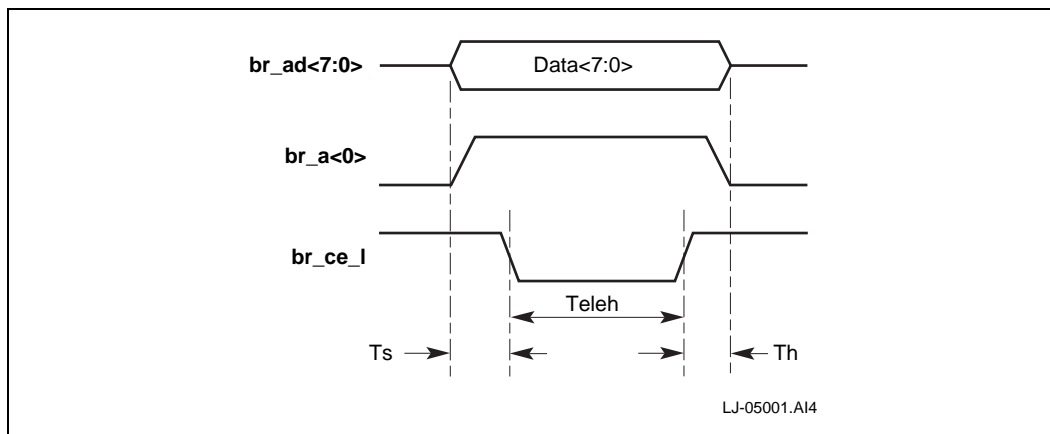 br_ad<7:0>
Data<7:0>
br_a<0>
br_ce_l
Teleh
Ts
Th
LJ-05001.AI4